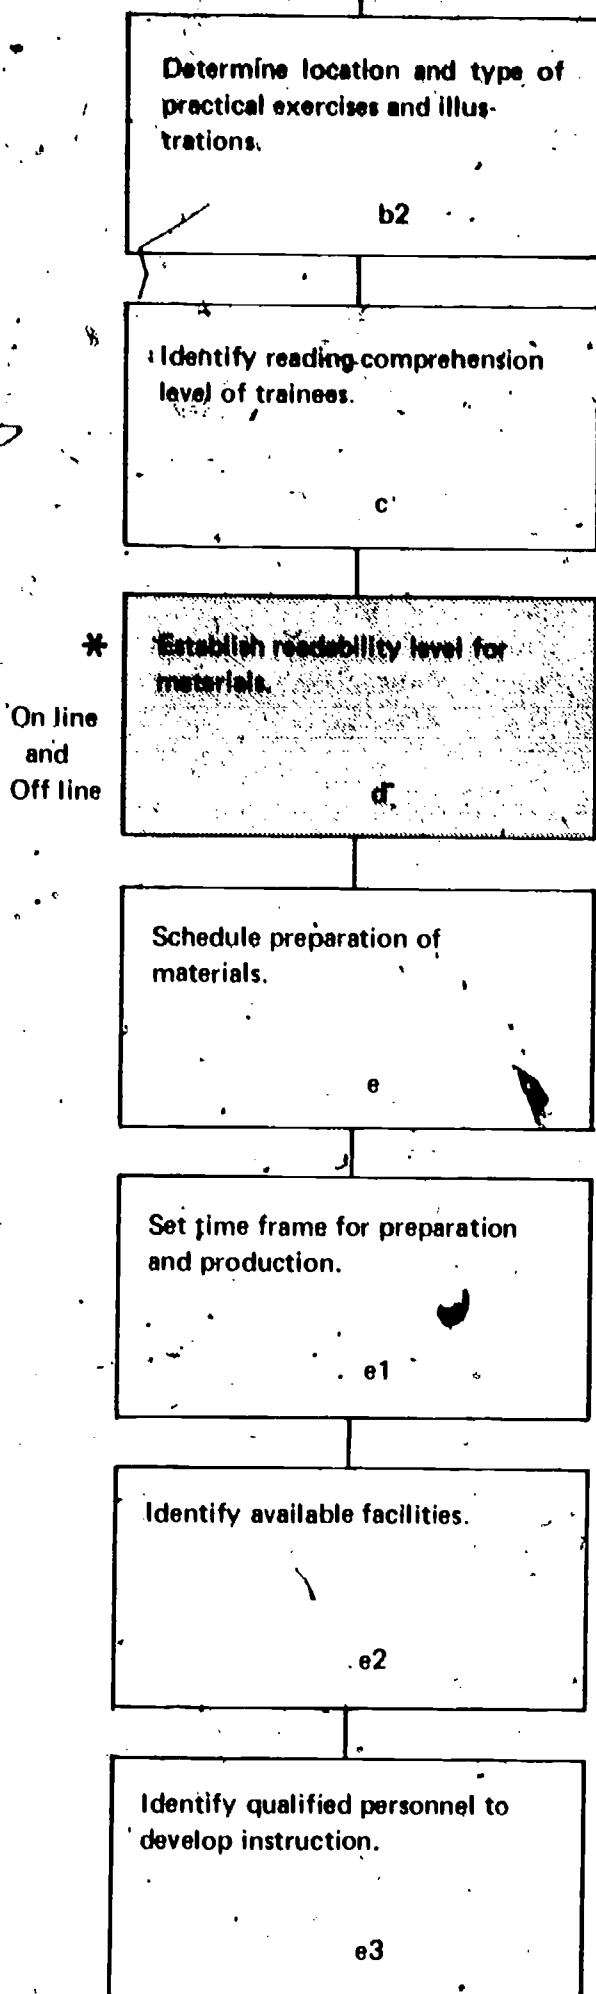 Determine location and type of
practical exercises and illus-
trations.
b2
Identify reading comprehension
level of trainees.
c
*
Establish readability level for
materials.
On line
and
Off line
d
Schedule preparation of
materials.
e
Set time frame for preparation
and production.
e1
Identify available facilities.
e2
Identify qualified personnel to
develop instruction.
e3